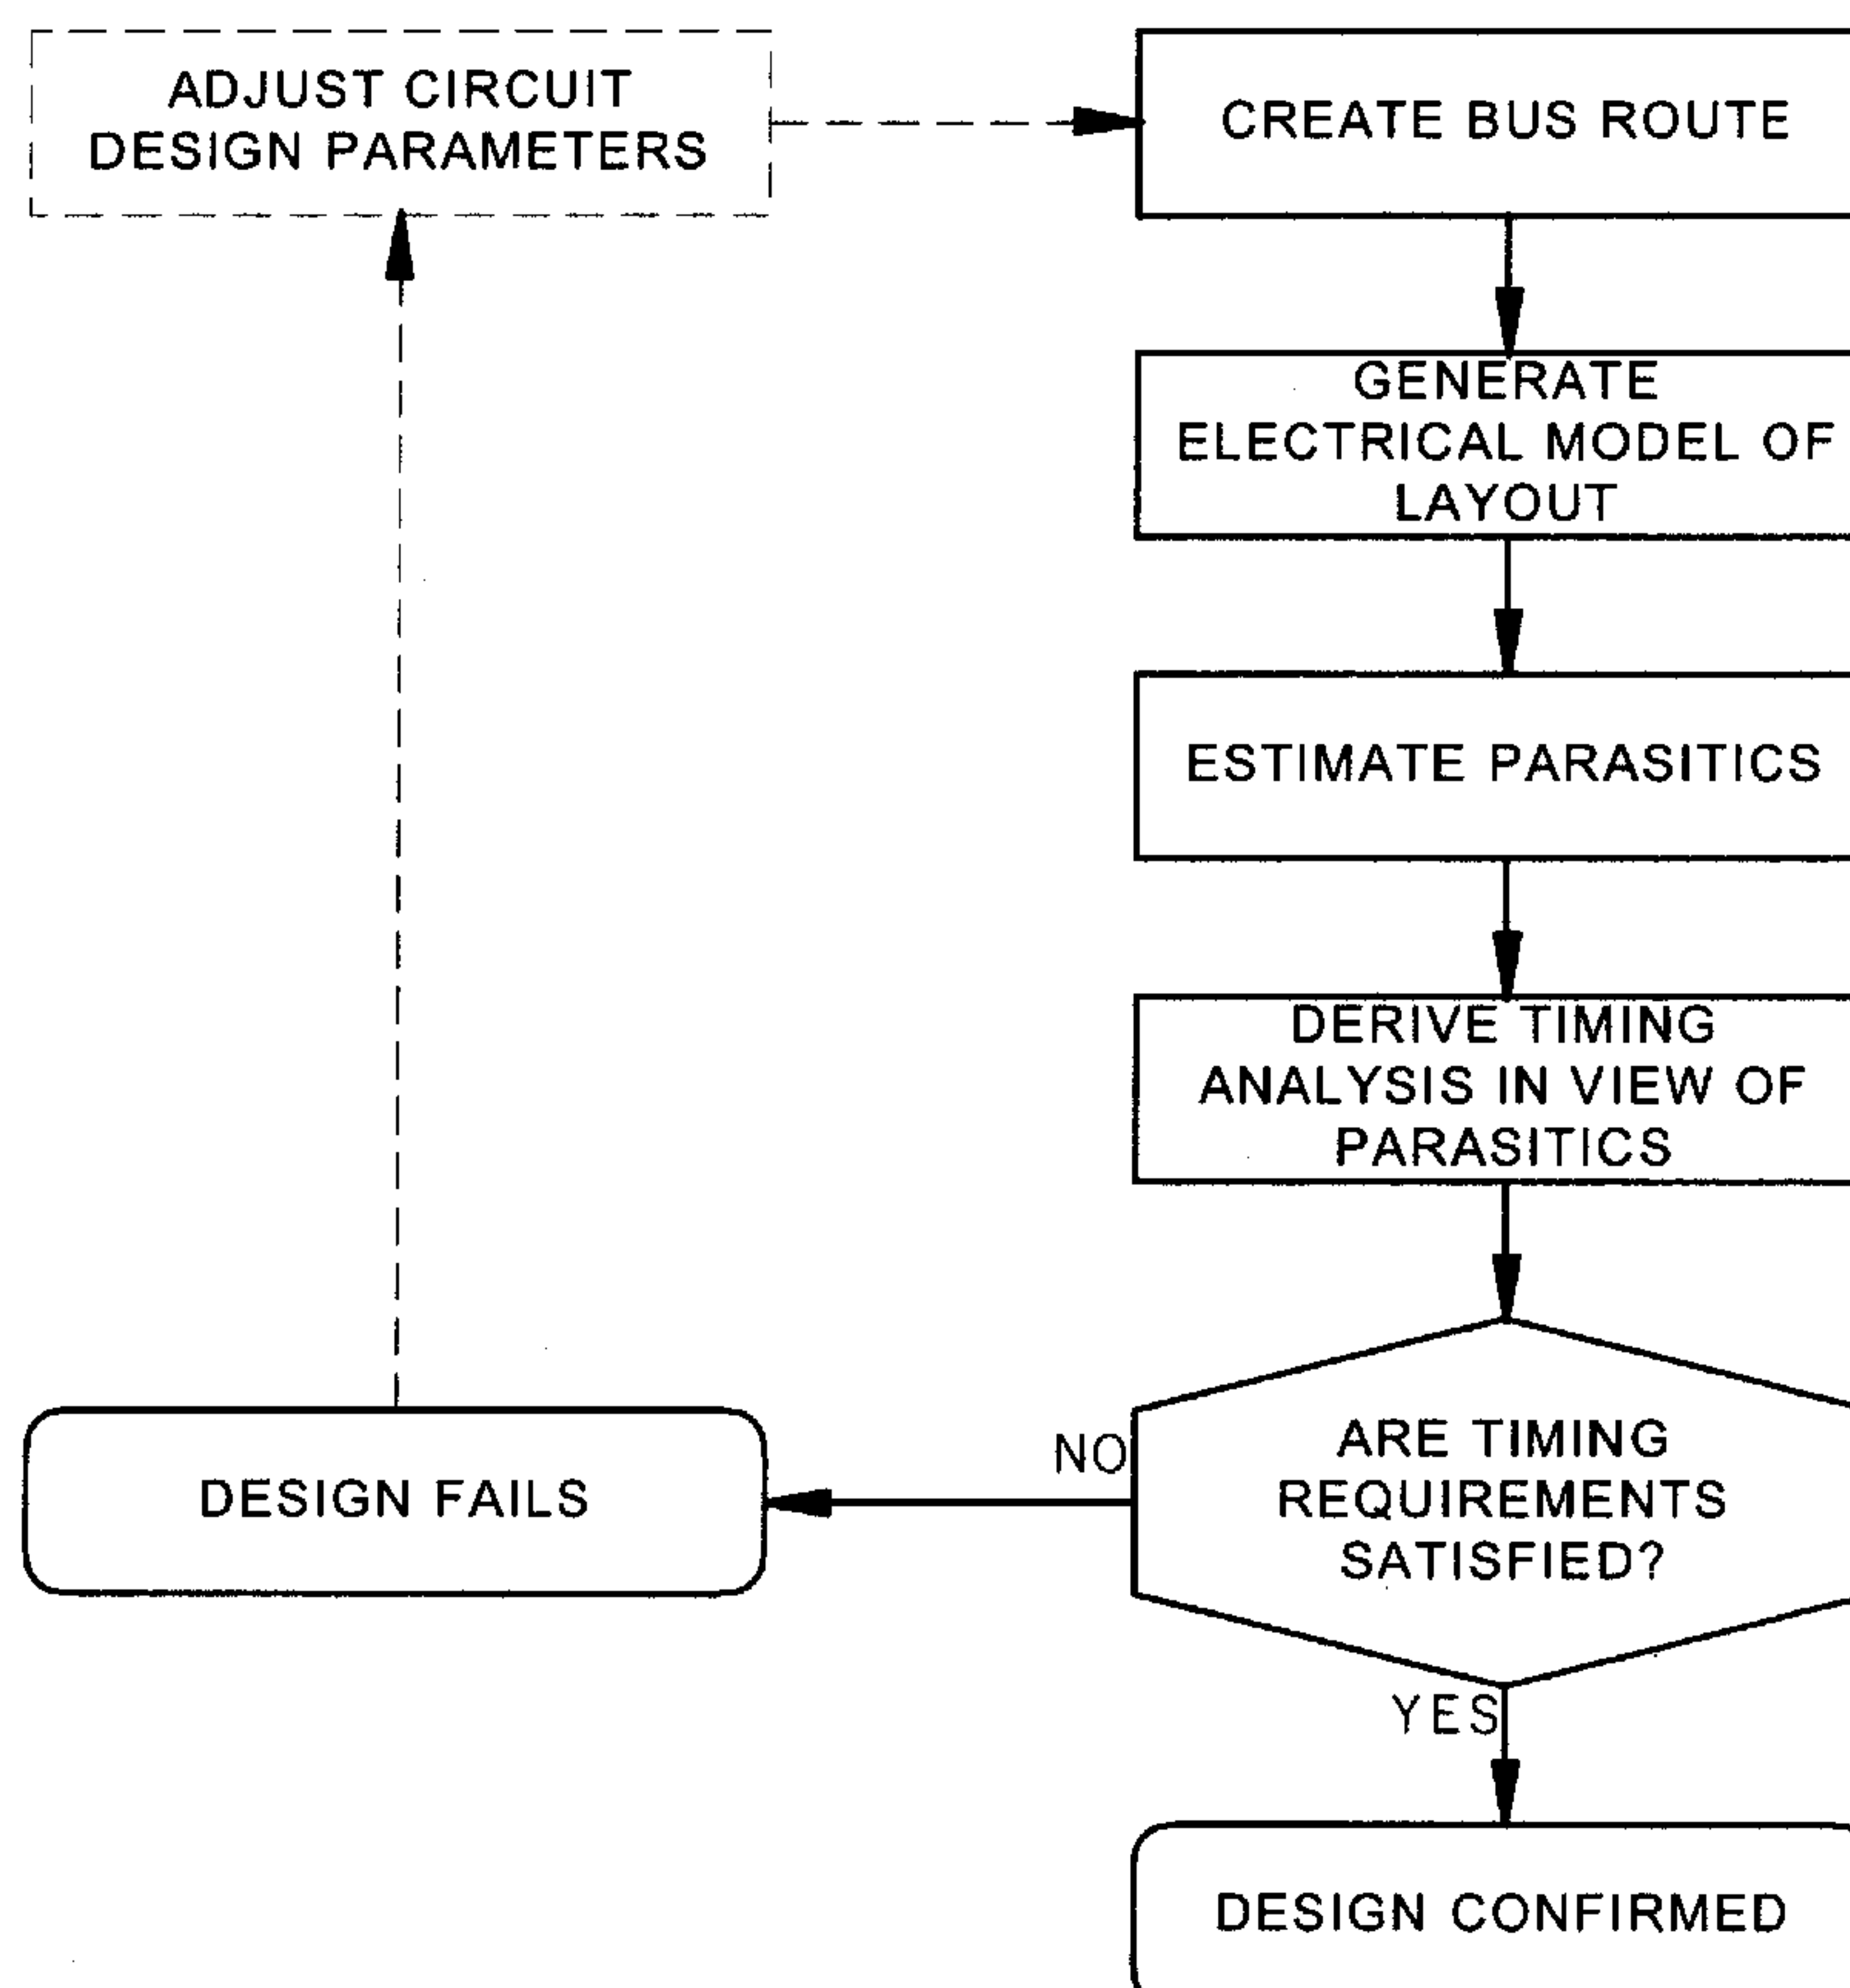 ADJUST CIRCUIT
DESIGN PARAMETERS
CREATE BUS ROUTE
GENERATE
ELECTRICAL MODEL OF
LAYOUT
ESTIMATE PARASITICS
DERIVE TIMING
ANALYSIS IN VIEW OF
PARASITICS
ARE TIMING
REQUIREMENTS
SATISFIED?
NO
DESIGN FAILS
YES
DESIGN CONFIRMED